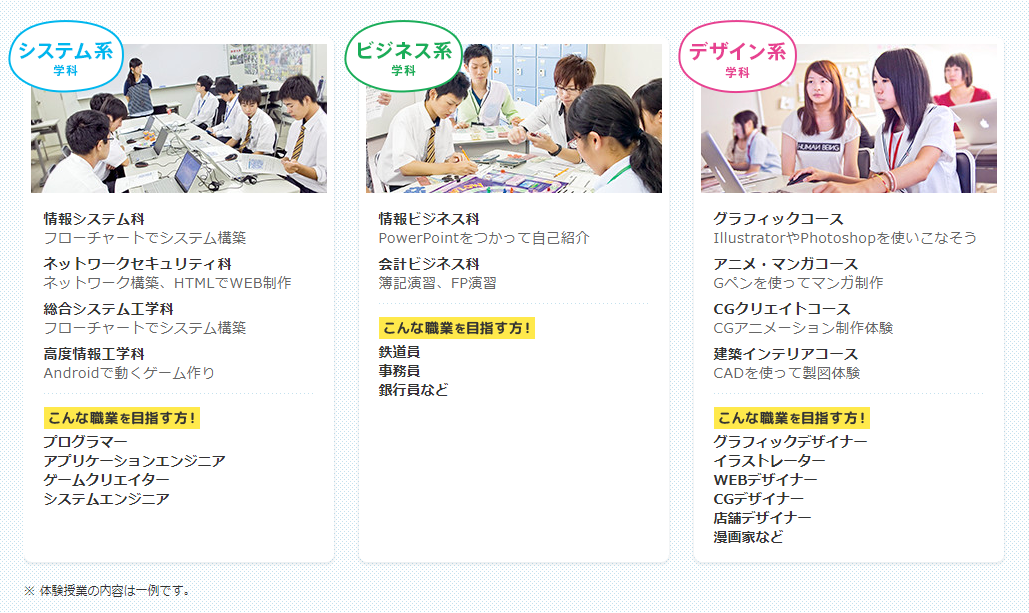 システム系
学科
情報システム科
フローチャートでシステム構築
ネットワークセキュリティ科
ネットワーク構築、HTMLでWEB制作
総合システム工学科
フローチャートでシステム構築
高度情報工学科
Androidで動くゲーム作り
こんな職業を目指す方!
プログラマー
アプリケーションエンジニア
ゲームクリエイター
システムエンジニア
ビジネス系
学科
情報ビジネス科
PowerPointをつかって自己紹介
会計ビジネス科
簿記演習、FP演習
こんな職業を目指す方!
鉄道員
事務員
銀行員など
デザイン系
学科
HUMAN BEING
グラフィックコース
IllustratorやPhotoshopを使いこなそう
アニメ・マンガコース
Gペンを使ってマンガ制作
CGクリエイトコース
CGアニメーション制作体験
建築インテリアコース
CADを使って製図体験
こんな職業を目指す方!
グラフィックデザイナー
イラストレーター
WEBデザイナー
CGデザイナー
店舗デザイナー
漫画家など
※ 体験授業の内容は一例です。